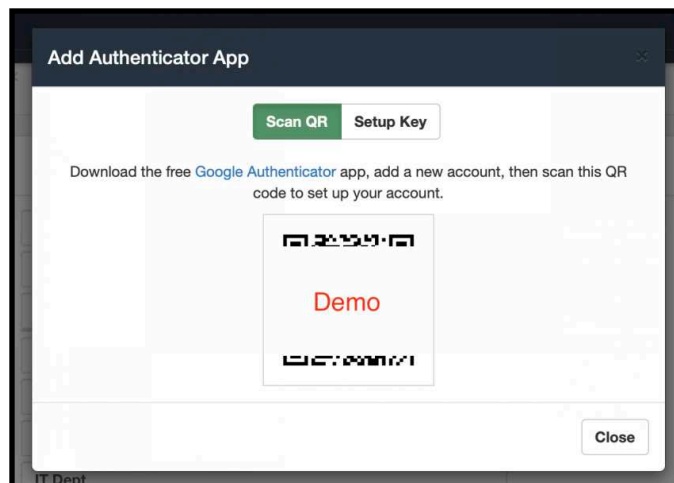 Add Authenticator App
Scan QR
Setup Key
Download the free Google Authenticator app, add a new account, then scan this QR
code to set up your account.
Demo
Close
IT Dept